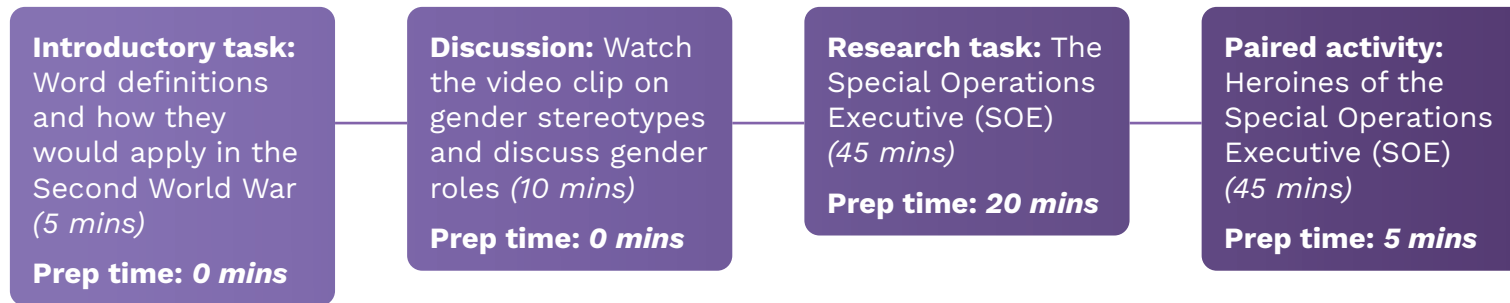 Introductory task:
Word definitions
and how they
would apply in the
Second World War
(5 mins)
Prep time: 0 mins
Discussion: Watch
the video clip on
gender stereotypes
and discuss gender
roles (10 mins)
Prep time: 0 mins
Research task: The
Special Operations
Executive (SOE)
(45 mins)
Prep time: 20 mins
Paired activity:
Heroines of the
Special Operations
Executive (SOE)
(45 mins)
Prep time: 5 mins